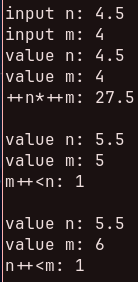 input n: 4.5
input m: 4
value n: 4.5
value m: 4
++n*++m: 27.5

value n: 5.5
value m: 5
m++<n: 1

value n: 5.5
value m: 6
n++<m: 1